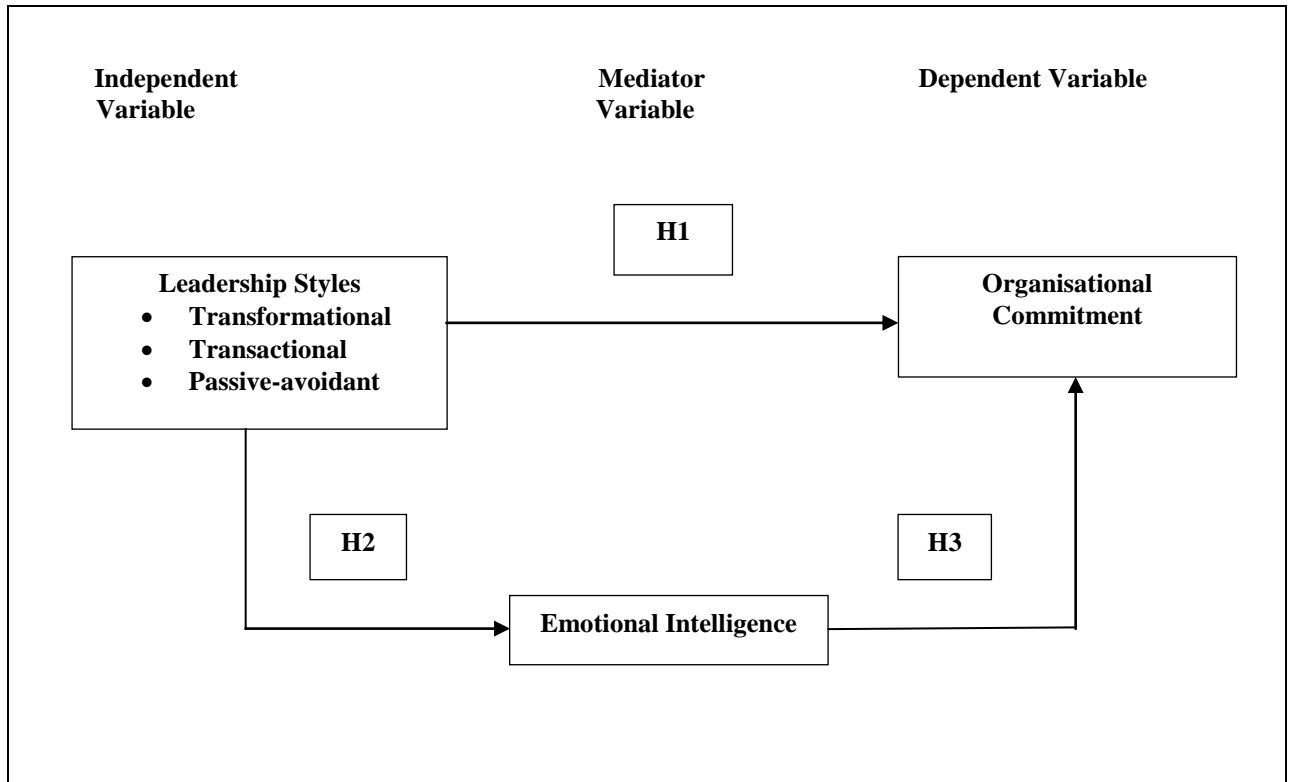 Independent
Variable
Mediator
Variable
Dependent Variable
H1
Leadership Styles
• Transformational
• Transactional
• Passive-avoidant
Organisational
Commitment
H2
H3
Emotional Intelligence